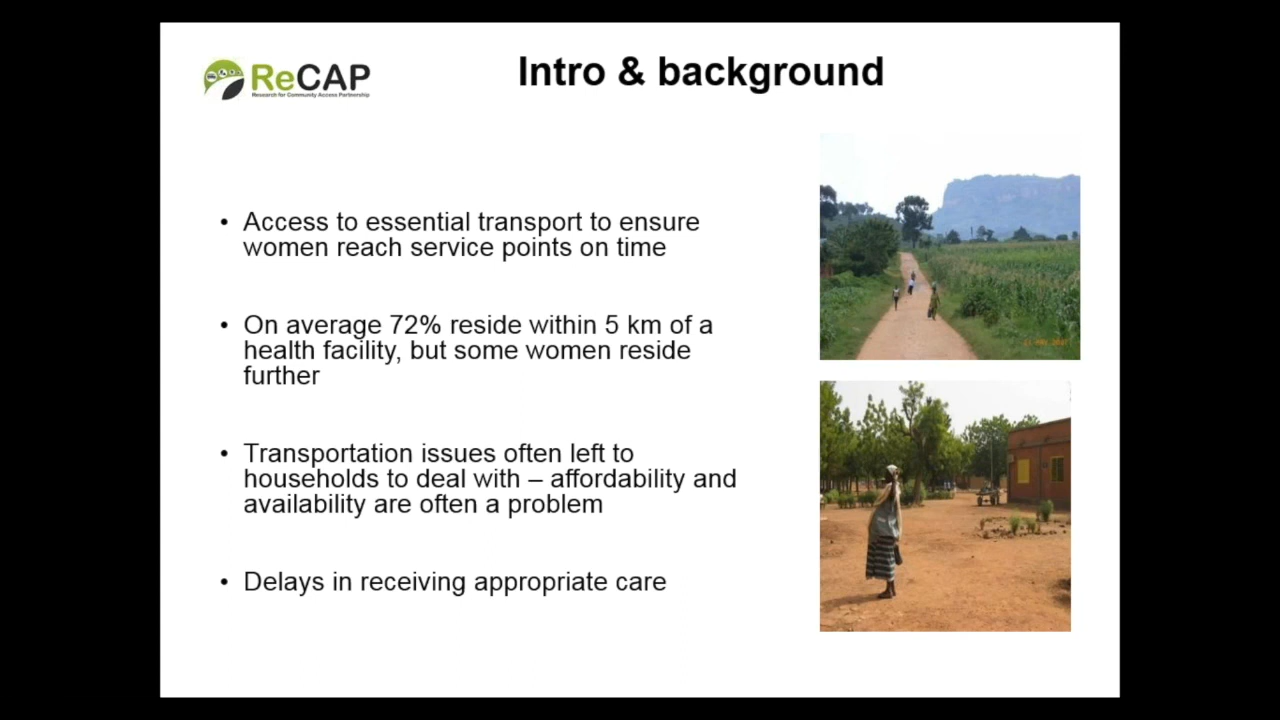 ReCAP
Research for Community Access Partnership
Intro & background
• Access to essential transport to ensure
women reach service points on time
• On average 72% reside within 5 km of a
health facility, but some women reside
further
• Transportation issues often left to
households to deal with – affordability and
availability are often a problem
• Delays in receiving appropriate care